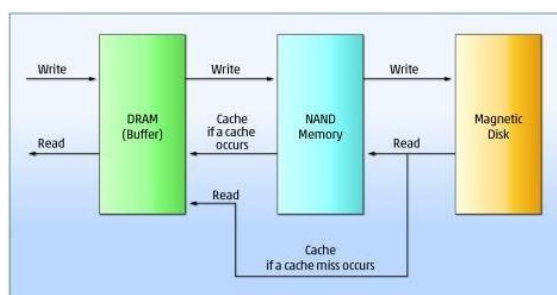 Write
Write
Write
DRAM
(Buffer)
Cache
if a cache
occurs
NAND
Memory
Magnetic
Disk
Read
Read
Read
Cache
if a cache miss occurs